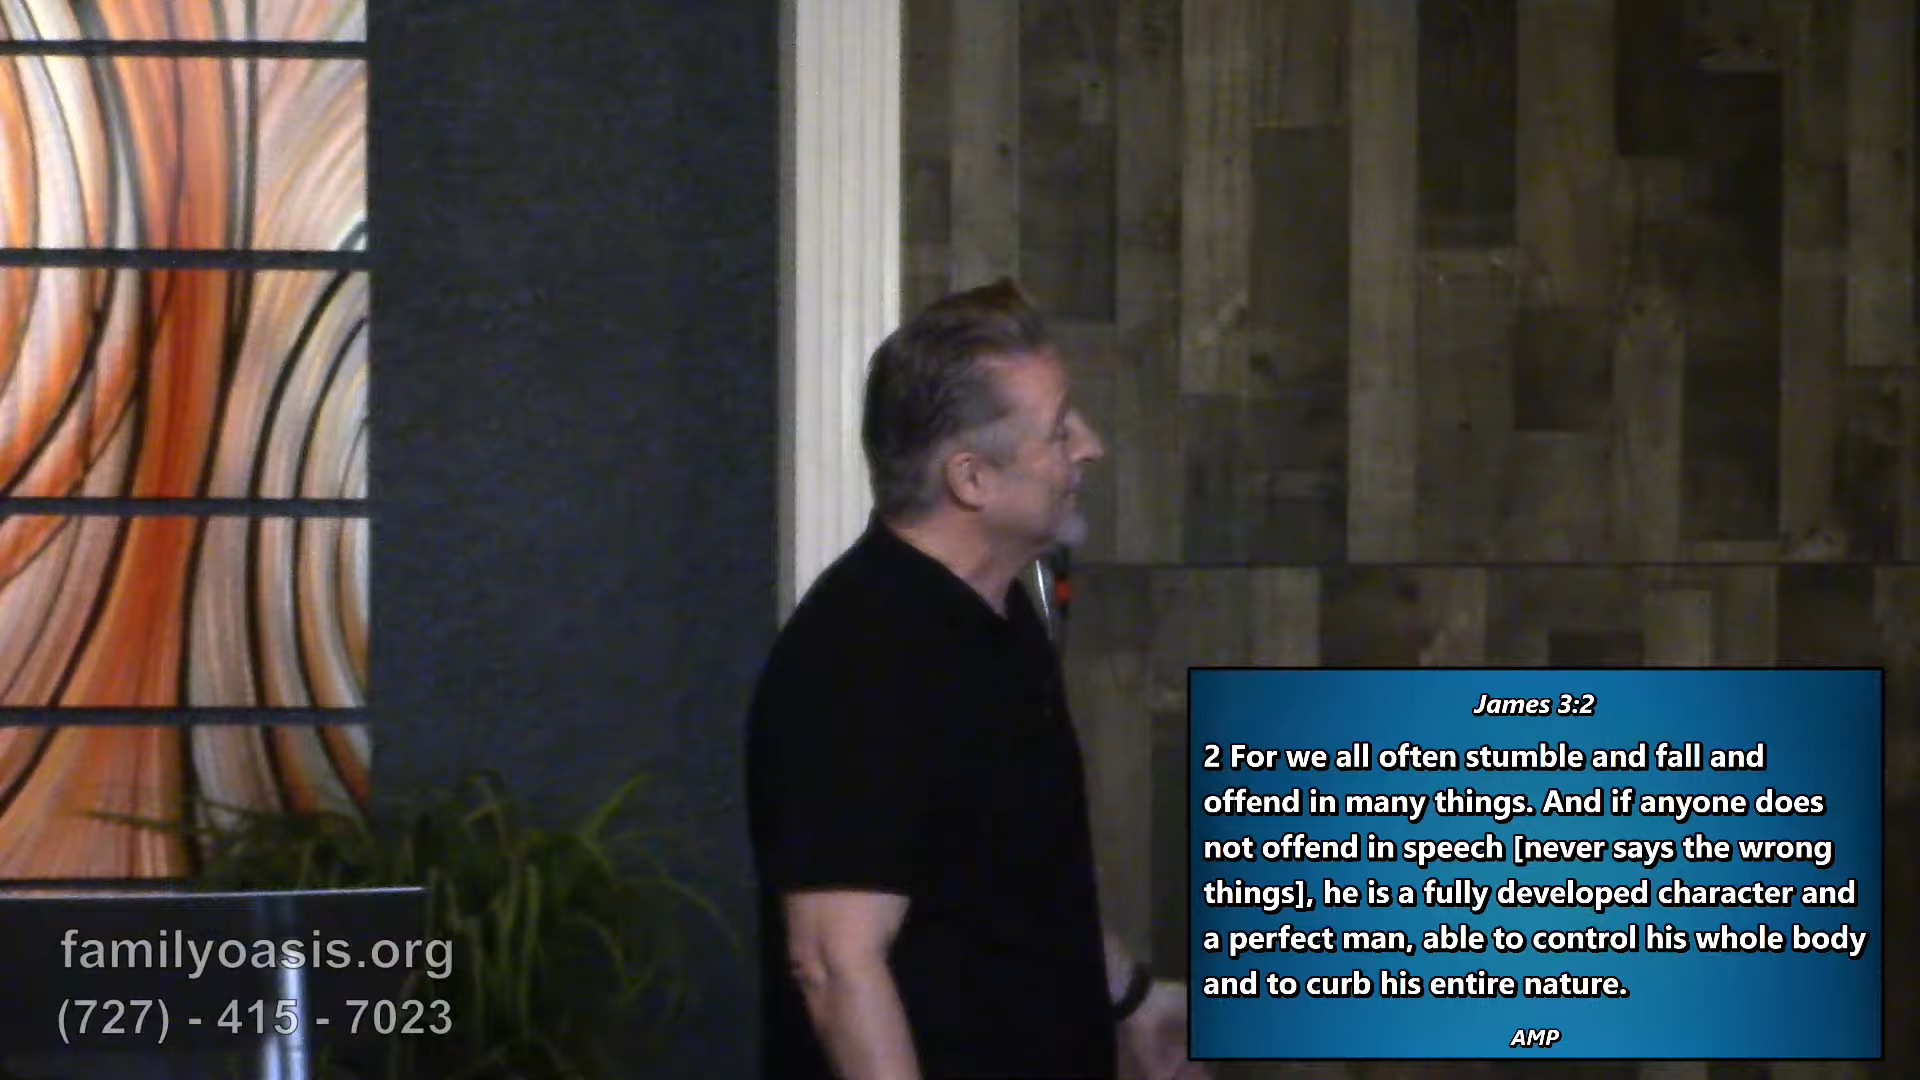 James 3:2
2 For we all often stumble and fall and
offend in many things. And if anyone does
not offend in speech [never says the wrong
things], he is a fully developed character and
a perfect man, able to control his whole body
and to curb his entire nature.
AMP
familyoasis.org
(727) - 415 - 7023